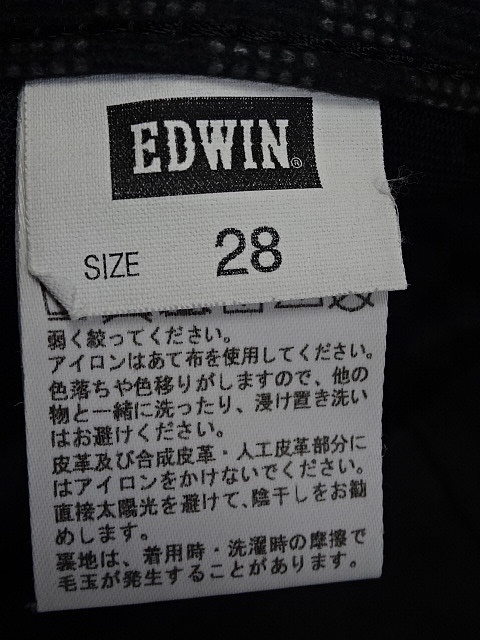 EDWIN®
SIZE 28
弱く絞ってください。
アイロンはあて布を使用してください。
色落ちや色移りがしますので、他の
物と一緒に洗ったり、浸け置き洗い
はお避けください。
皮革及び合成皮革・人工皮革部分に
はアイロンをかけないでください。
直接太陽光を避けて、陰干しをお勧
めします。
裏地は、着用時・洗濯時の摩擦で
毛玉が発生することがあります。